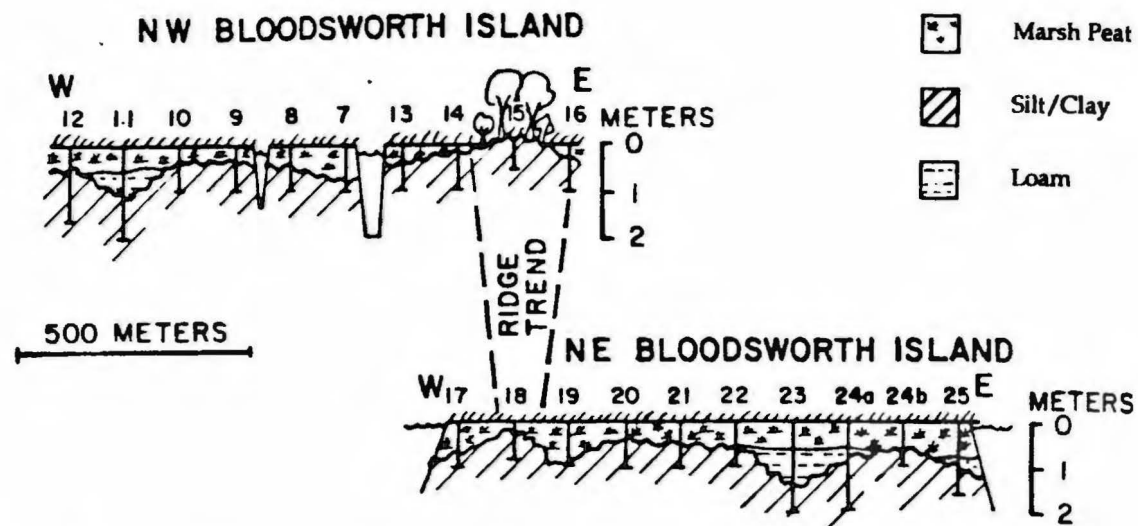 NW BLOODSWORTH ISLAND
W E
12 11 10 9 8 7 13 14 15 16 METERS
0
1
2
Marsh Peat
Silt/Clay
Loam
RIDGE
TREND
500 METERS
NE BLOODSWORTH ISLAND
W E
17 18 19 20 21 22 23 24a 24b 25 METERS
0
1
2